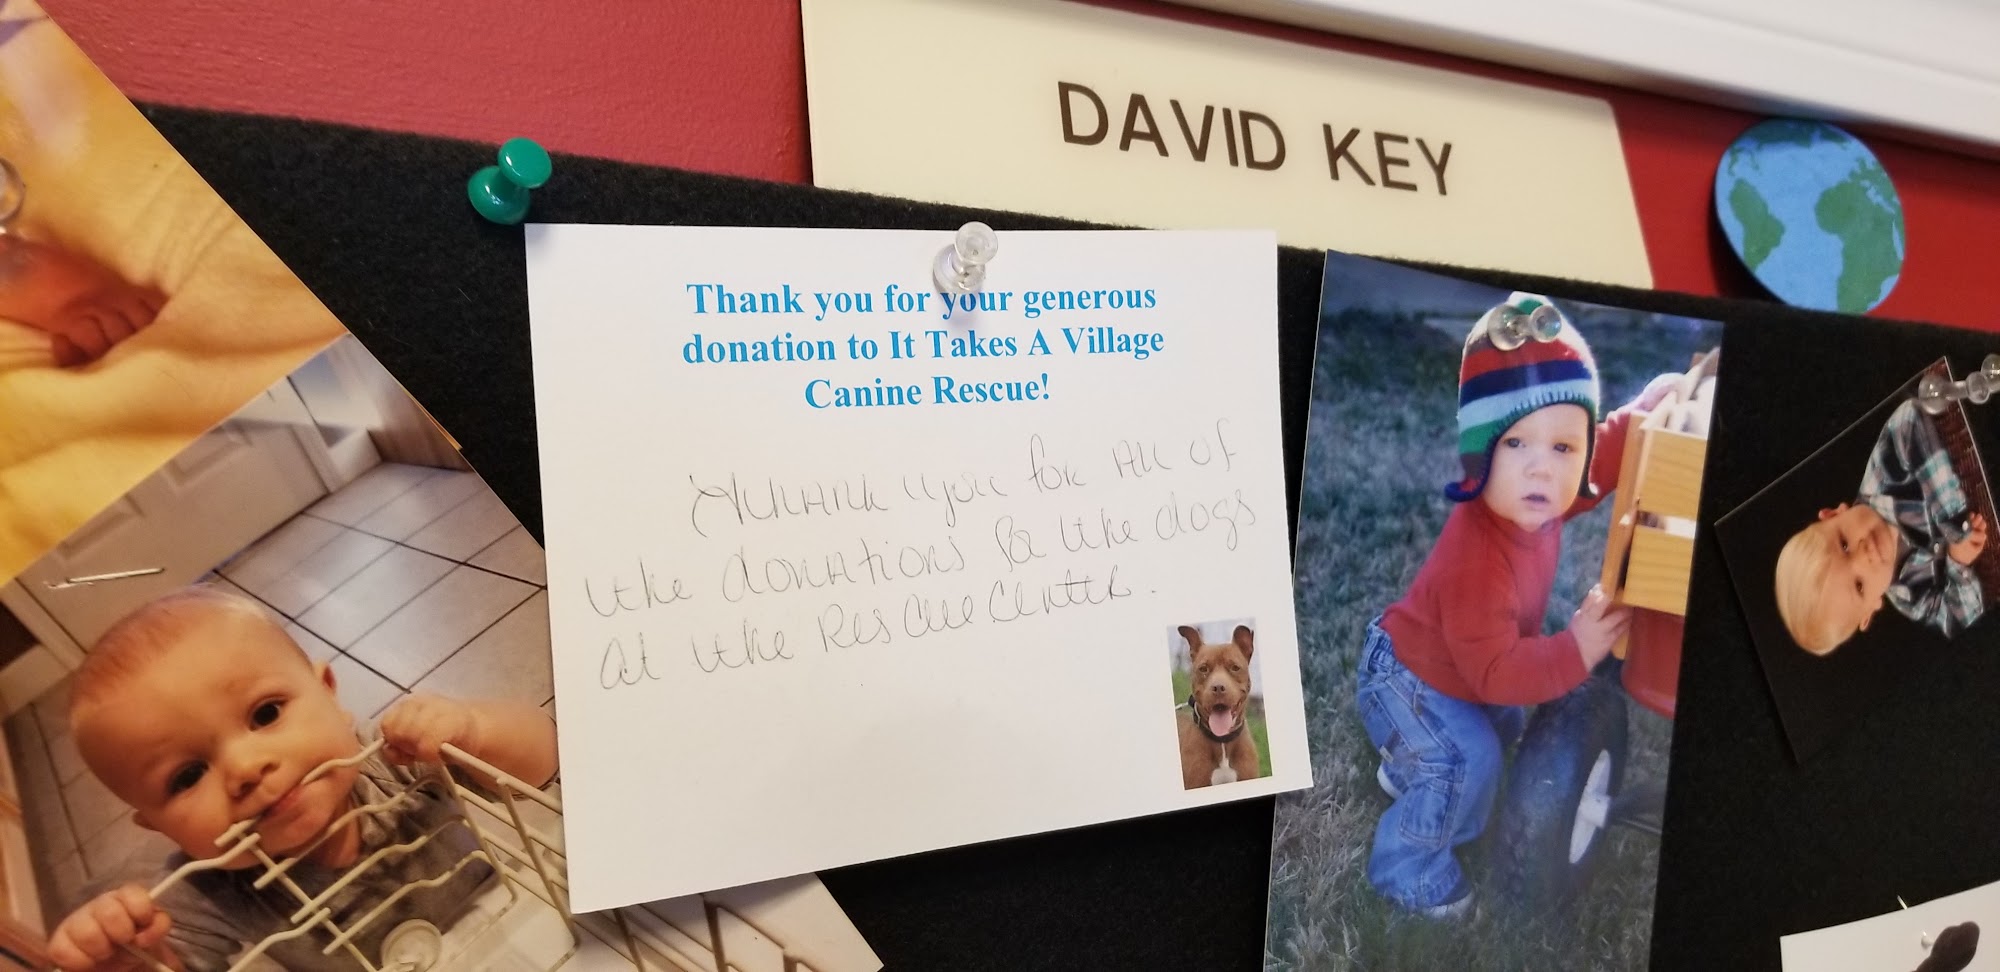 DAVID KEY
Thank you for your generous
donation to It Takes A Village
Canine Rescue!
Thank you for All of
the donations for the dogs
at the Rescue Center.